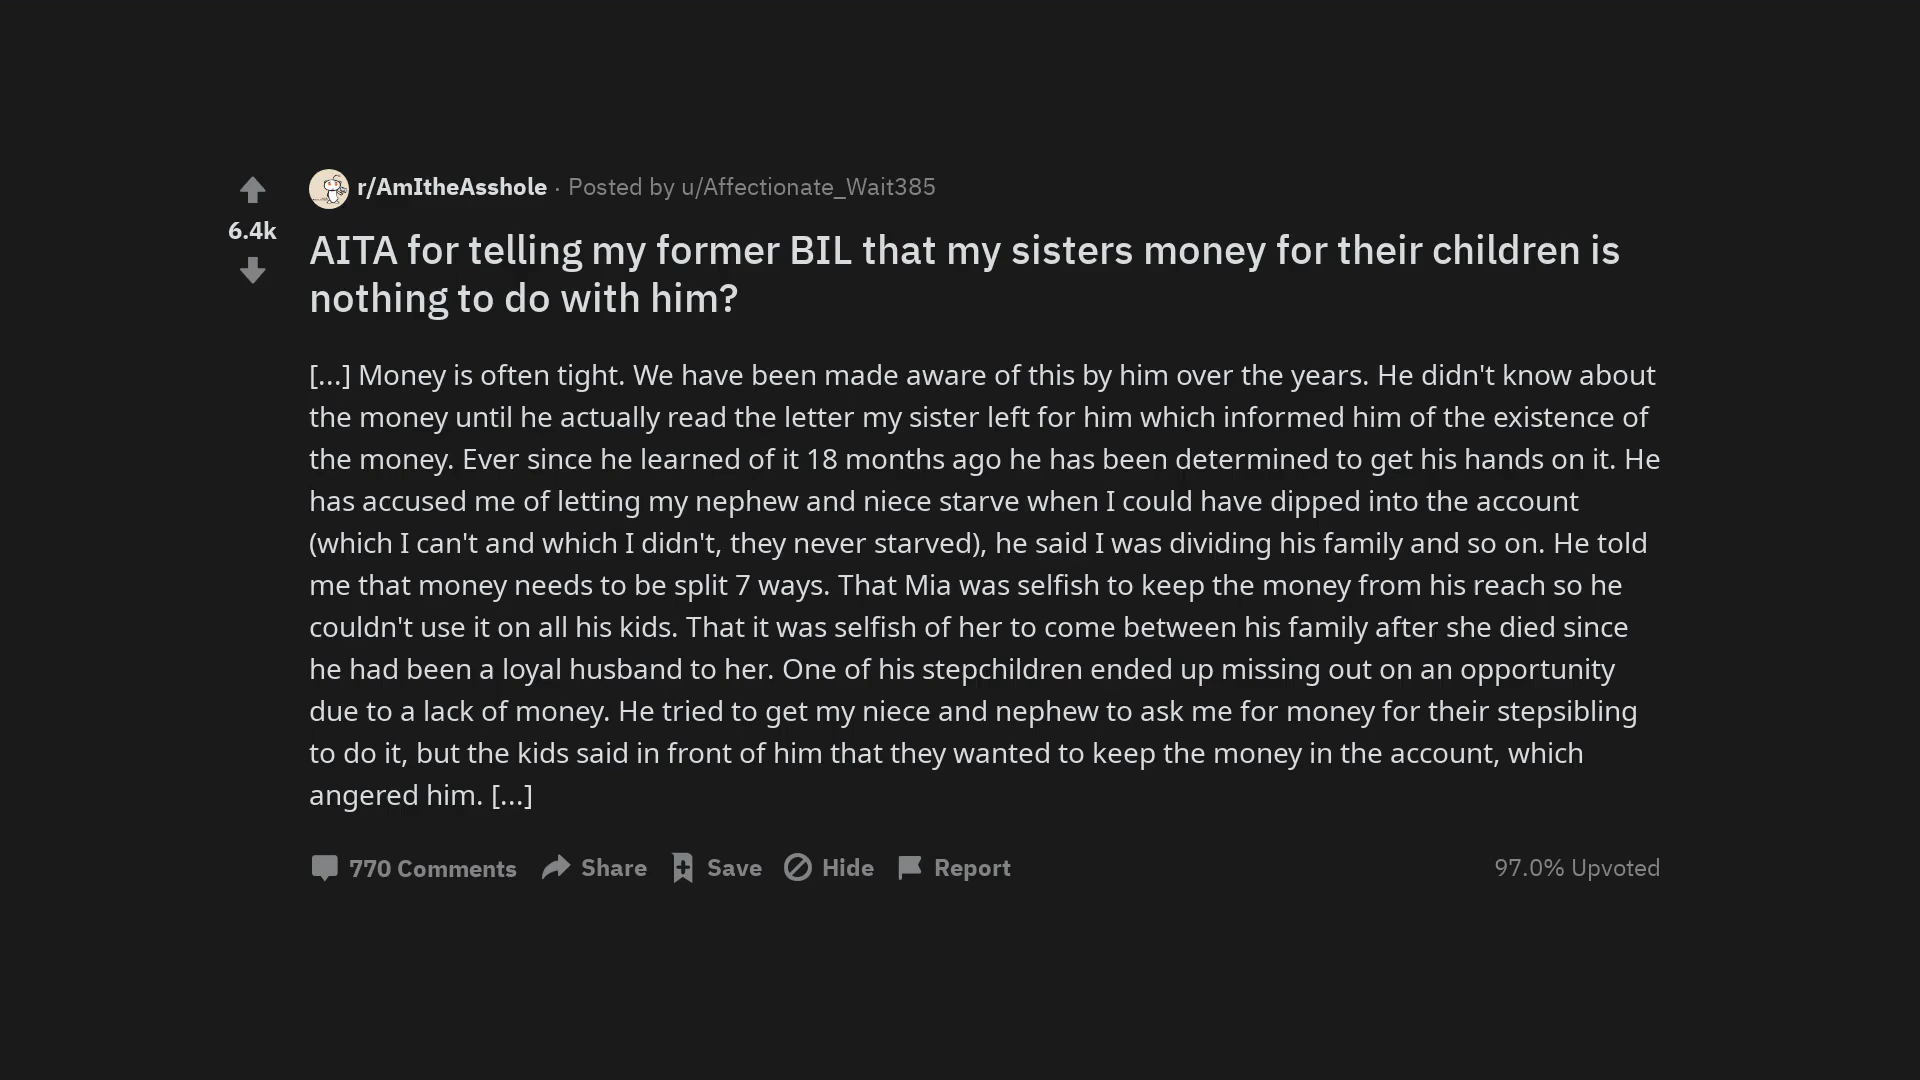 r/AmItheAsshole · Posted by u/Affectionate_Wait385
6.4k
AITA for telling my former BIL that my sisters money for their children is
nothing to do with him?
[...] Money is often tight. We have been made aware of this by him over the years. He didn't know about
the money until he actually read the letter my sister left for him which informed him of the existence of
the money. Ever since he learned of it 18 months ago he has been determined to get his hands on it. He
has accused me of letting my nephew and niece starve when I could have dipped into the account
(which I can't and which I didn't, they never starved), he said I was dividing his family and so on. He told
me that money needs to be split 7 ways. That Mia was selfish to keep the money from his reach so he
couldn't use it on all his kids. That it was selfish of her to come between his family after she died since
he had been a loyal husband to her. One of his stepchildren ended up missing out on an opportunity
due to a lack of money. He tried to get my niece and nephew to ask me for money for their stepsibling
to do it, but the kids said in front of him that they wanted to keep the money in the account, which
angered him. [...]
770 Comments Share Save Hide Report 97.0% Upvoted